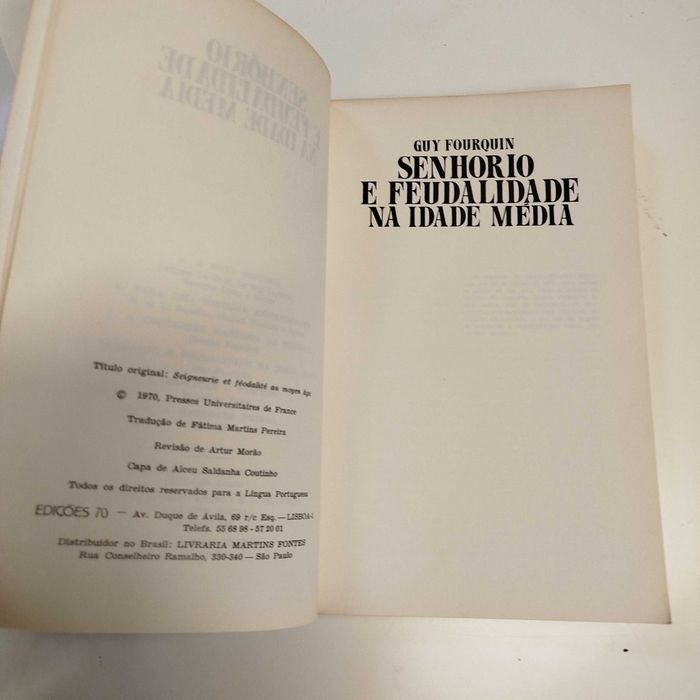 Título original: Seigneurie et féodalité au moyen âge
© 1970, Presses Universitaires de France
Tradução de Fátima Martins Pereira
Revisão de Artur Morão
Capa de Alceu Saldanha Coutinho
Todos os direitos reservados para a Língua Portuguesa
EDIÇÕES 70 — Av. Duque de Ávila, 69 r/c Esq. — LISBOA-1
Telefs. 55 68 98 - 57 20 01
Distribuidor no Brasil: LIVRARIA MARTINS FONTES
Rua Conselheiro Ramalho, 330-340 — São Paulo
GUY FOURQUIN
SENHORIO
E FEUDALIDADE
NA IDADE MÉDIA